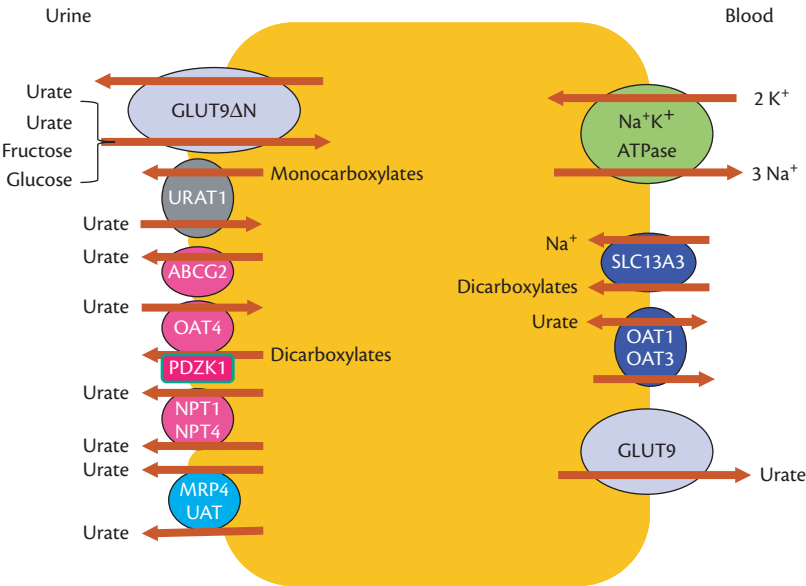 Urine
Blood
Urate
Urate
Fructose
Glucose
GLUT9ΔN
Monocarboxylates
URAT1
Urate
Urate
ABCG2
Urate
OAT4
Dicarboxylates
PDZK1
Urate
NPT1
NPT4
Urate
Urate
MRP4
UAT
Urate
2 K⁺
Na⁺K⁺
ATPase
3 Na⁺
Na⁺
SLC13A3
Dicarboxylates
Urate
OAT1
OAT3
GLUT9
Urate